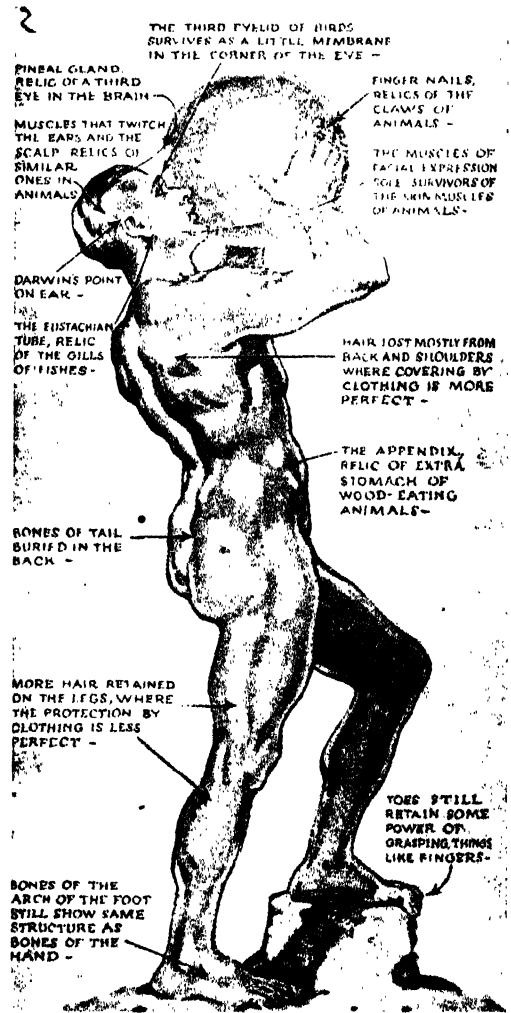 2
THE THIRD EYELID OF BIRDS
SURVIVES AS A LITTLE MEMBRANE
IN THE CORNER OF THE EYE –
PINEAL GLAND,
RELIC OF A THIRD
EYE IN THE BRAIN –
MUSCLES THAT TWITCH
THE EARS AND THE
SCALP RELICS OF
SIMILAR
ONES IN
ANIMALS
DARWIN'S POINT
ON EAR –
THE EUSTACHIAN
TUBE, RELIC
OF THE GILLS
OF FISHES –
FINGER NAILS,
RELICS OF THE
CLAWS OF
ANIMALS –
THE MUSCLES OF
FACIAL EXPRESSION
SOLE SURVIVORS OF
THE SKIN MUSCLES
OF ANIMALS –
HAIR LOST MOSTLY FROM
BACK AND SHOULDERS
WHERE COVERING BY
CLOTHING IS MORE
PERFECT –
THE APPENDIX,
RELIC OF EXTRA
STOMACH OF
WOOD-EATING
ANIMALS –
BONES OF TAIL
BURIED IN THE
BACK –
MORE HAIR RETAINED
ON THE LEGS, WHERE
THE PROTECTION BY
CLOTHING IS LESS
PERFECT –
TOES STILL
RETAIN SOME
POWER OF
GRASPING THINGS
LIKE FINGERS –
BONES OF THE
ARCH OF THE FOOT
STILL SHOW SAME
STRUCTURE AS
BONES OF THE
HAND –